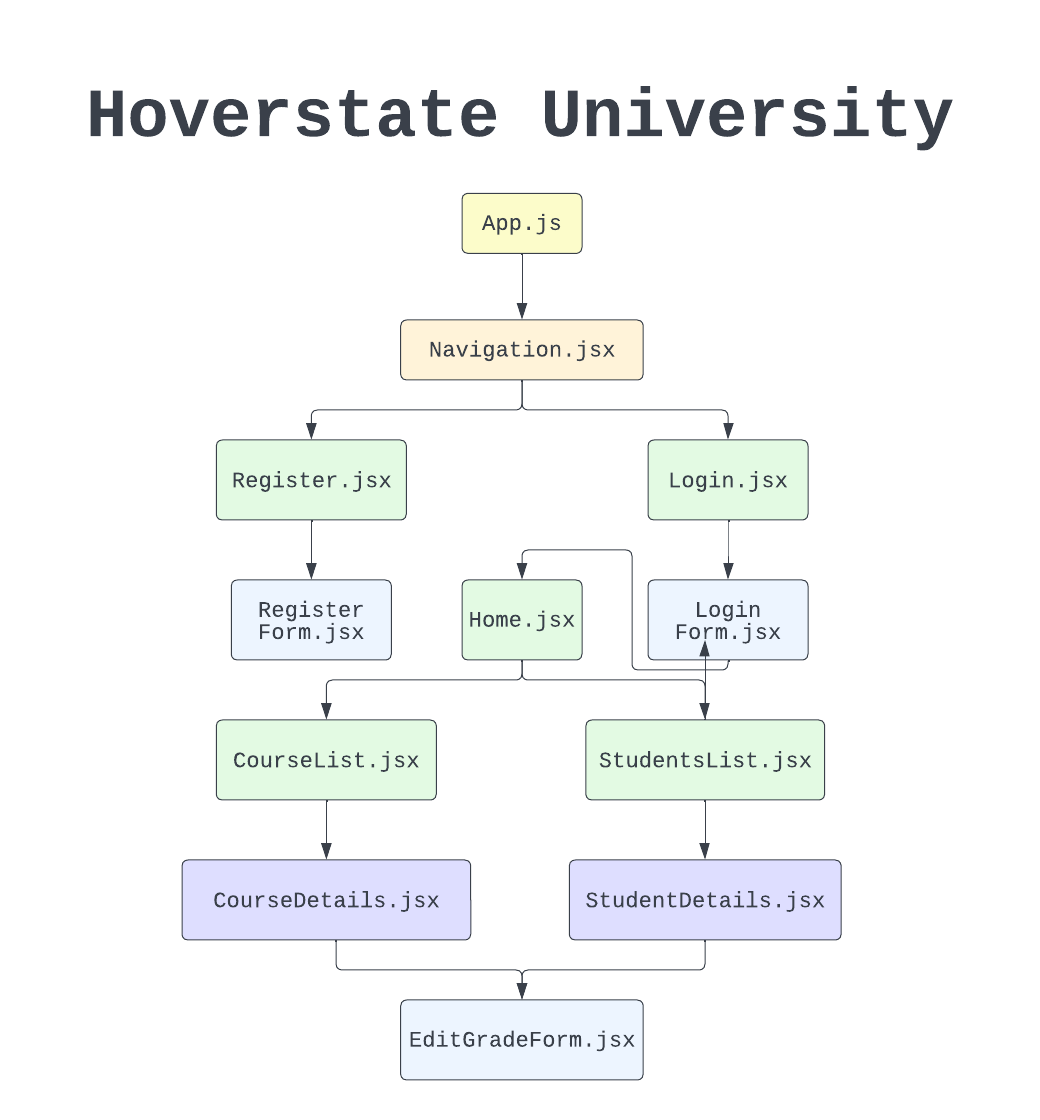 Hoverstate University
App.js
Navigation.jsx
Register.jsx
Login.jsx
Register
Form.jsx
Home.jsx
Login
Form.jsx
CourseList.jsx
StudentsList.jsx
CourseDetails.jsx
StudentDetails.jsx
EditGradeForm.jsx